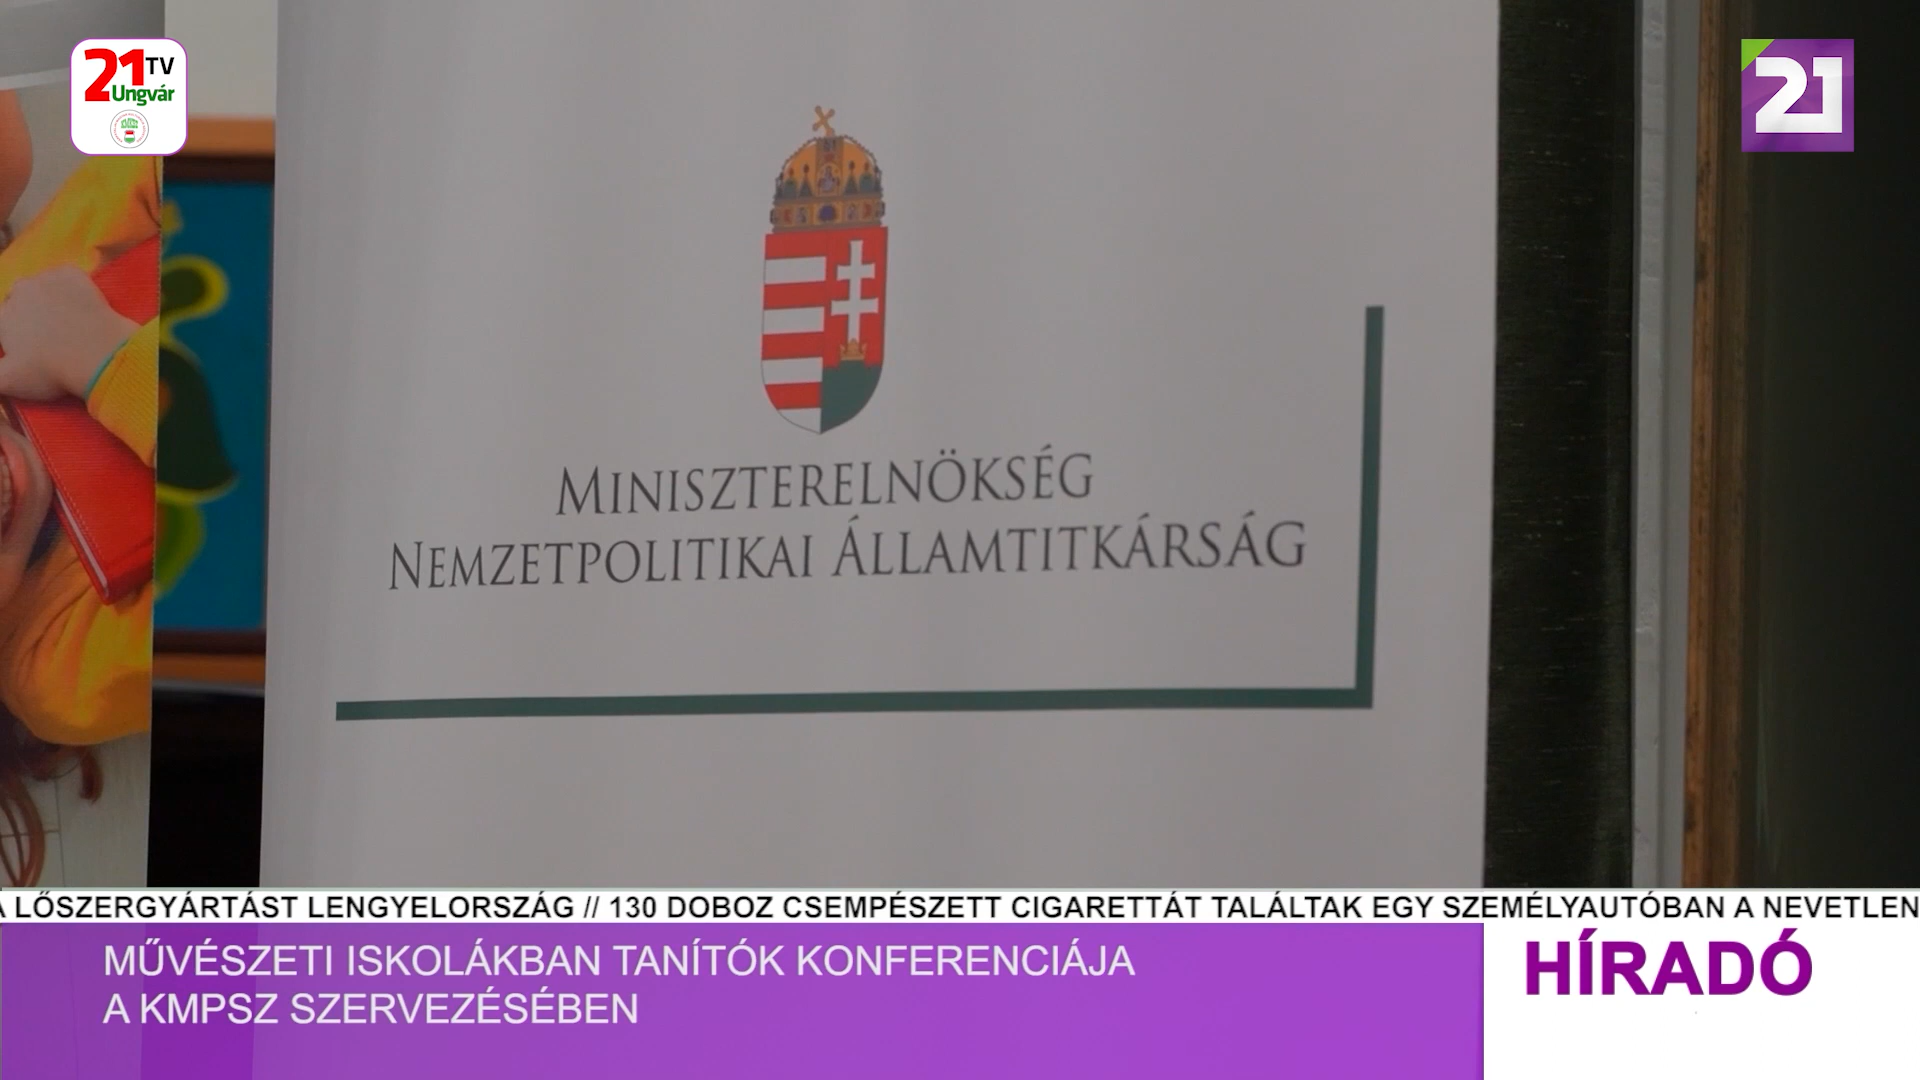 21 TV
Ungvár
21
MINISZTERELNÖKSÉG
NEMZETPOLITIKAI ÁLLAMTITKÁRSÁG
LŐSZERGYÁRTÁST LENGYELORSZÁG // 130 DOBOZ CSEMPÉSZETT CIGARETTÁT TALÁLTAK EGY SZEMÉLYAUTÓBAN A NEVETLEN
MŰVÉSZETI ISKOLÁKBAN TANÍTÓK KONFERENCIÁJA
A KMPSZ SZERVEZÉSÉBEN
HÍRADÓ